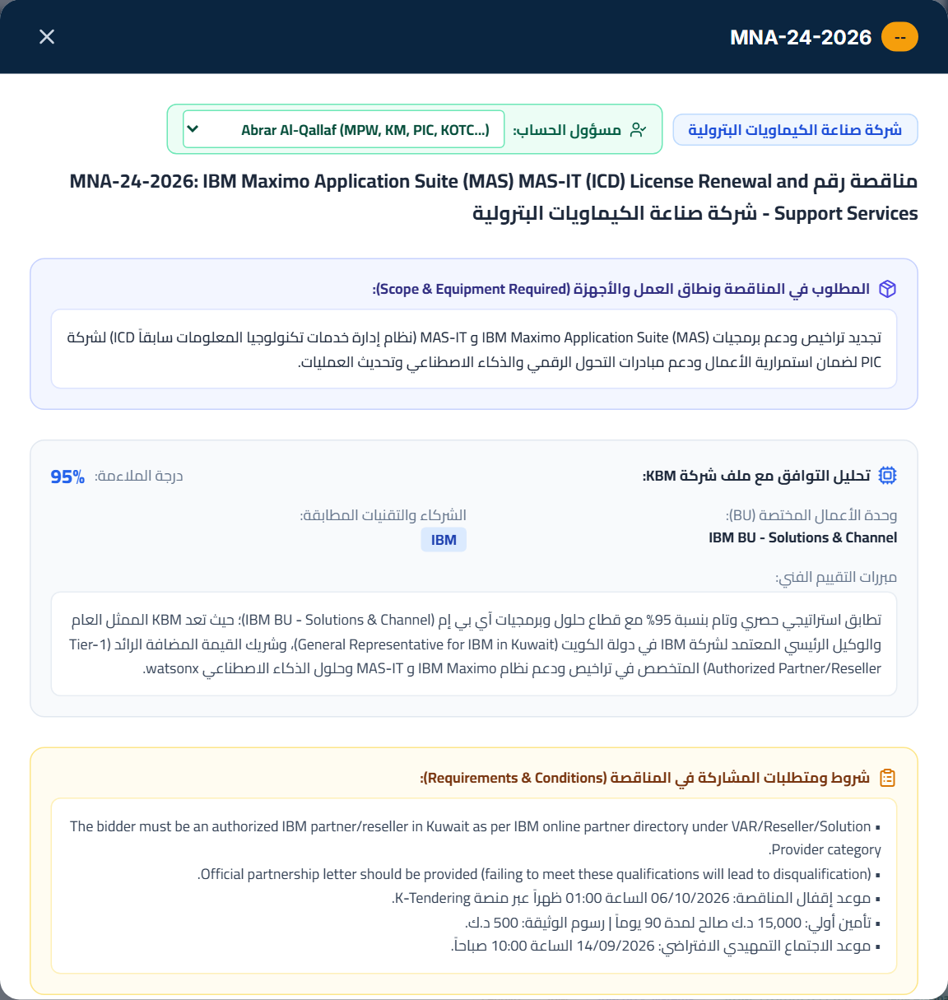 MNA-24-2026 --
شركة صناعة الكيماويات البترولية
مسؤول الحساب: Abrar Al-Qallaf (MPW, KM, PIC, KOTC...)
مناقصة رقم MNA-24-2026: IBM Maximo Application Suite (MAS) MAS-IT (ICD) License Renewal and
Support Services - شركة صناعة الكيماويات البترولية
المطلوب في المناقصة ونطاق العمل والأجهزة (Scope & Equipment Required):
تجديد تراخيص ودعم برمجيات IBM Maximo Application Suite (MAS) و MAS-IT (نظام إدارة خدمات تكنولوجيا المعلومات سابقاً ICD) لشركة
PIC لضمان استمرارية الأعمال ودعم مبادرات التحول الرقمي والذكاء الاصطناعي وتحديث العمليات.
تحليل التوافق مع ملف شركة KBM:
درجة الملاءمة: 95%
وحدة الأعمال المختصة (BU):
IBM BU - Solutions & Channel
الشركاء والتقنيات المطابقة:
IBM
مبررات التقييم الفني:
تطابق استراتيجي حصري وتام بنسبة 95% مع قطاع حلول وبرمجيات آي بي إم (IBM BU - Solutions & Channel)؛ حيث تعد KBM الممثل العام
والوكيل الرئيسي المعتمد لشركة IBM في دولة الكويت (General Representative for IBM in Kuwait)، وشريك القيمة المضافة الرائد (Tier-1
Authorized Partner/Reseller) المتخصص في تراخيص ودعم نظام IBM Maximo و MAS-IT وحلول الذكاء الاصطناعي watsonx.
شروط ومتطلبات المشاركة في المناقصة (Requirements & Conditions):
▪ The bidder must be an authorized IBM partner/reseller in Kuwait as per IBM online partner directory under VAR/Reseller/Solution
Provider category.
▪ Official partnership letter should be provided (failing to meet these qualifications will lead to disqualification).
▪ موعد إقفال المناقصة: 06/10/2026 الساعة 01:00 ظهراً عبر منصة K-Tendering.
▪ تأمين أولي: 15,000 د.ك صالح لمدة 90 يوماً | رسوم الوثيقة: 500 د.ك.
▪ موعد الاجتماع التمهيدي الافتراضي: 14/09/2026 الساعة 10:00 صباحاً.